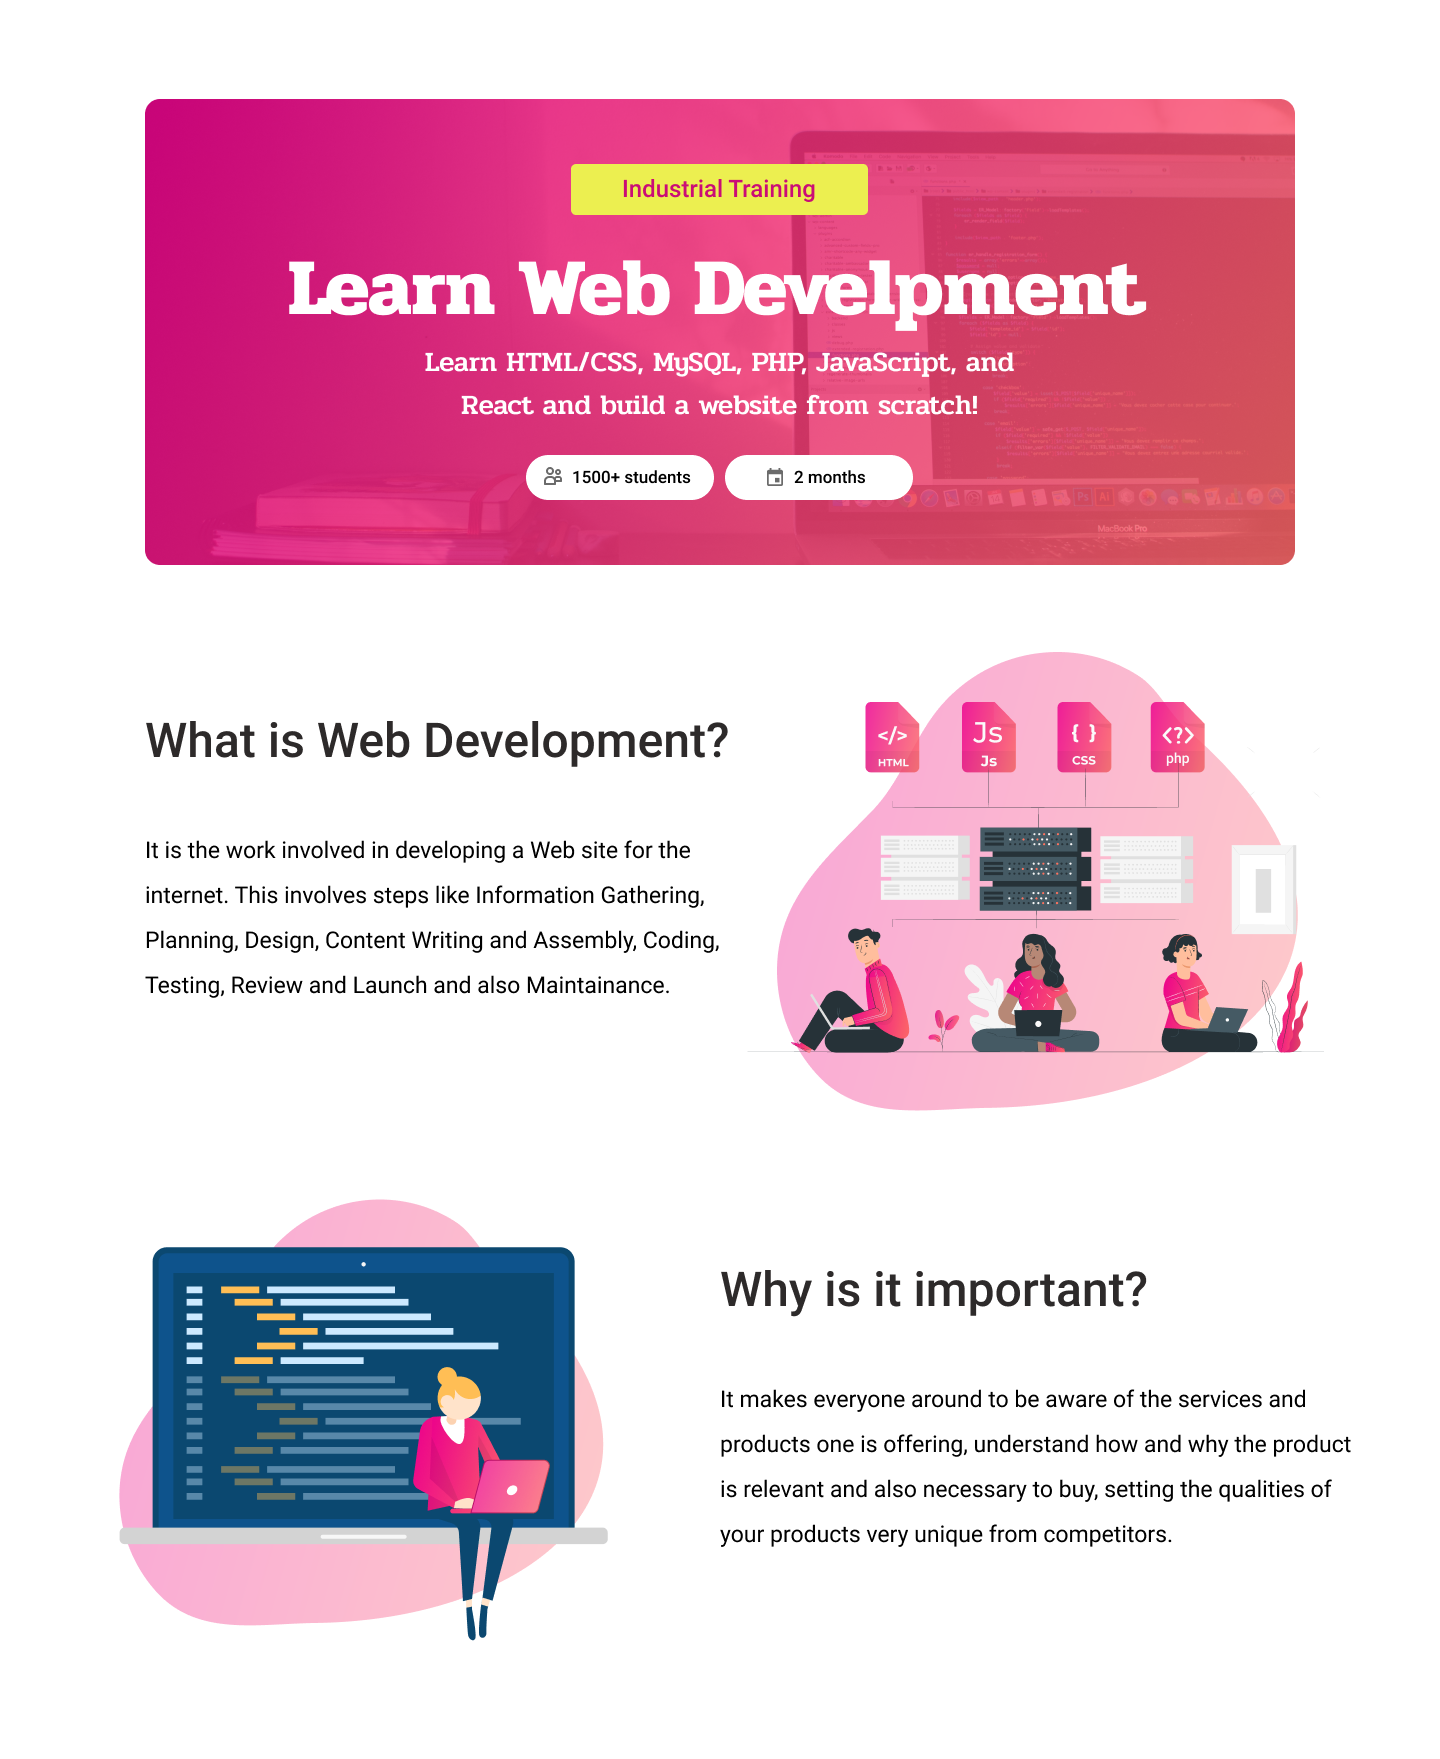 Industrial Training
Learn Web Develpment
Learn HTML/CSS, MySQL, PHP, JavaScript, and
React and build a website from scratch!
1500+ students
2 months
MacBook Pro
What is Web Development?
It is the work involved in developing a Web site for the
internet. This involves steps like Information Gathering,
Planning, Design, Content Writing and Assembly, Coding,
Testing, Review and Launch and also Maintainance.
</>
HTML
Js
Js
{ }
CSS
<?>
php
Why is it important?
It makes everyone around to be aware of the services and
products one is offering, understand how and why the product
is relevant and also necessary to buy, setting the qualities of
your products very unique from competitors.